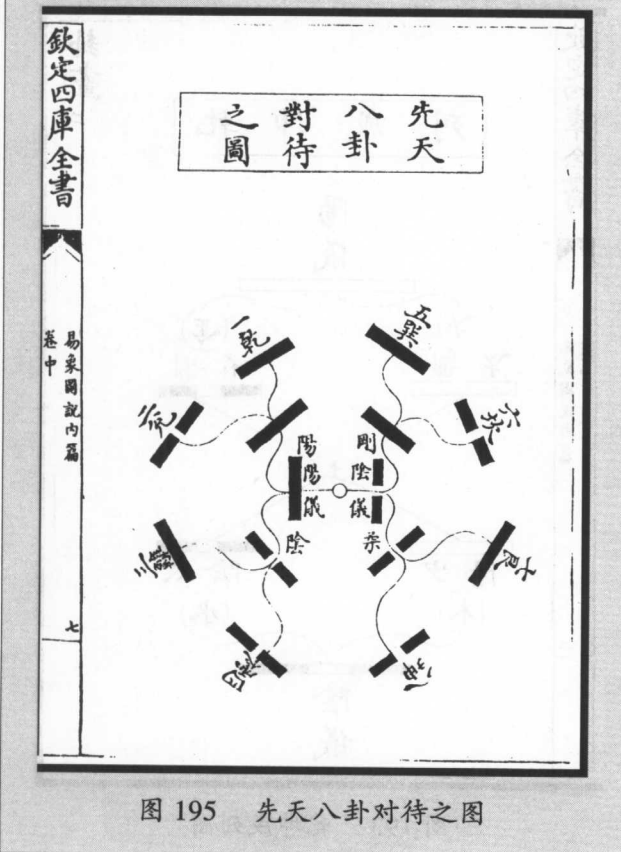 欽定四庫全書
易象圖說內篇
卷中
七
先天
八卦
對待
之圖
一乾
二兌
三離
四震
五巽
六坎
七艮
八坤
陽
陽儀
陰
剛
陰儀
柔
图 195 先天八卦对待之图